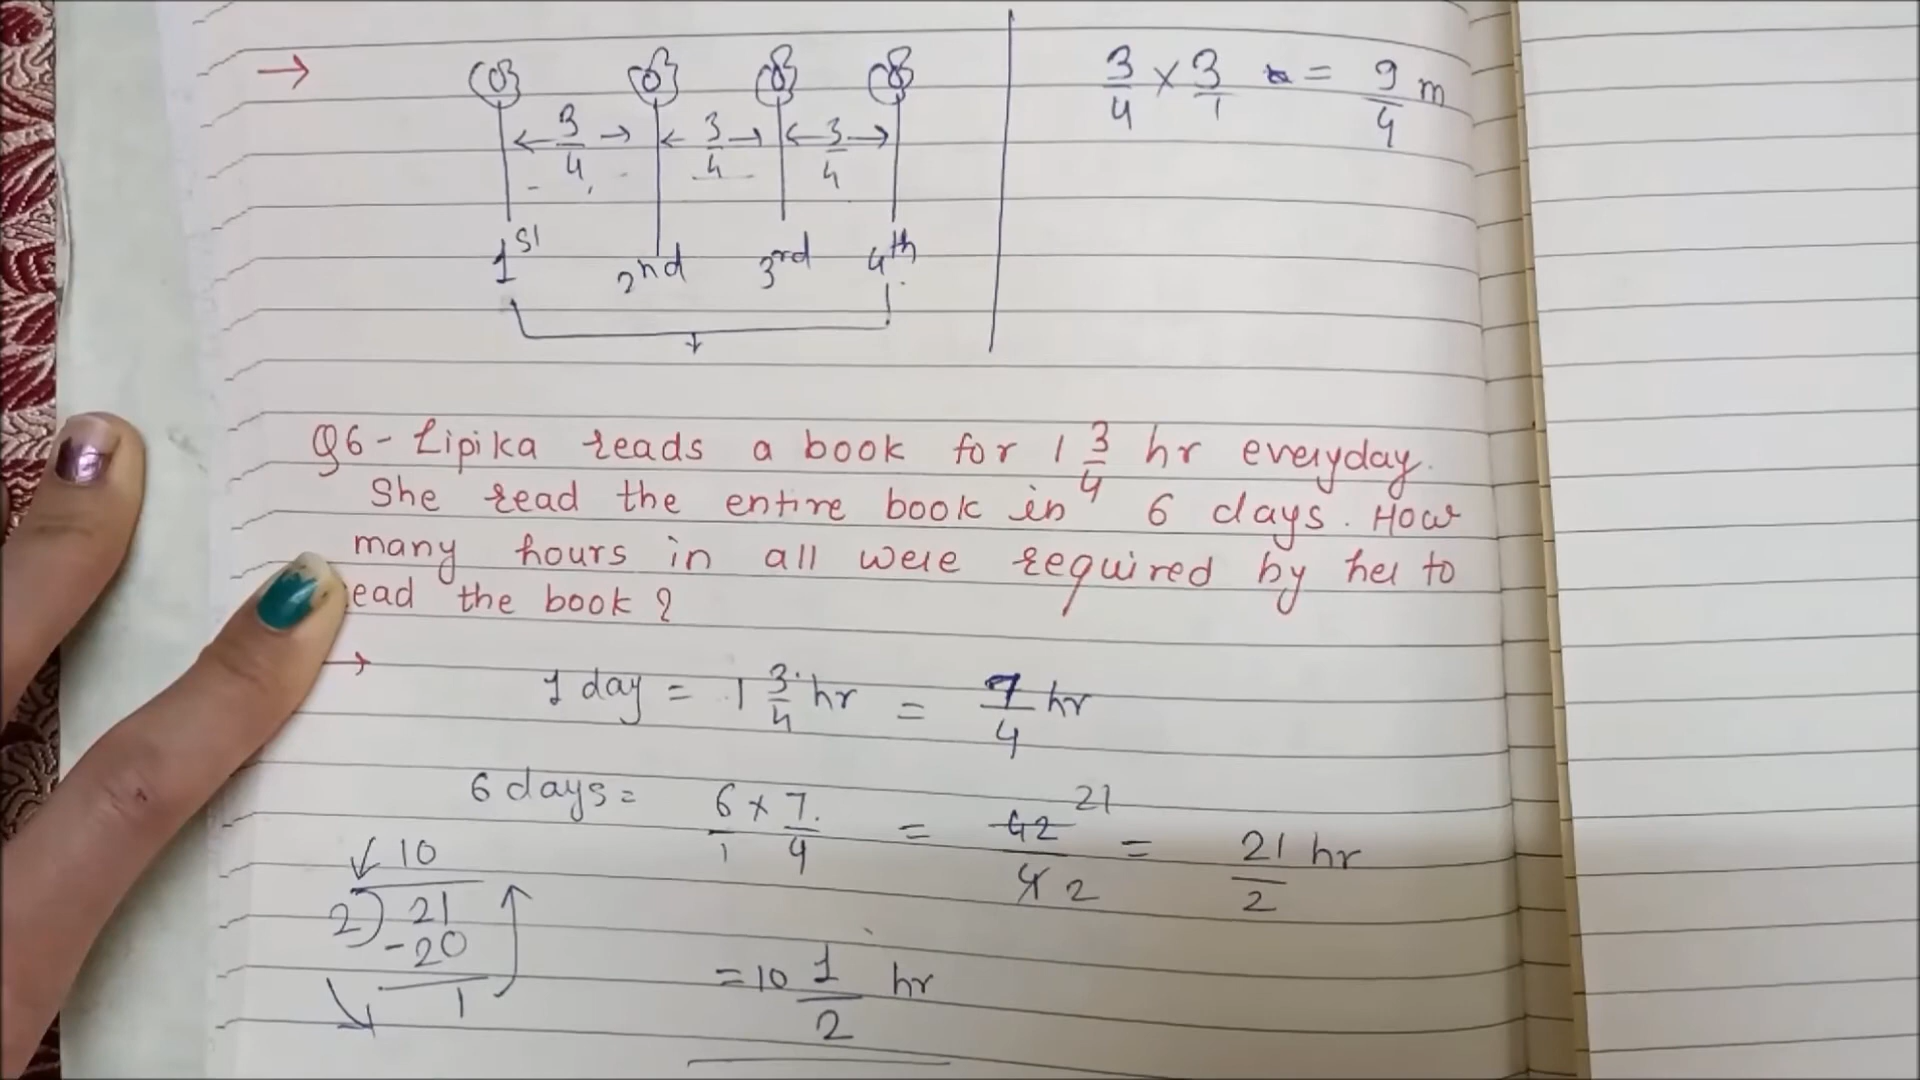 3/4 × 3/1 = 9/4 m
3/4 3/4 3/4
1st 2nd 3rd 4th
Q6 - Lipika reads a book for 1 3/4 hr everyday.
She read the entire book in 6 days. How
many hours in all were required by her to
ead the book?
1 day = 1 3/4 hr = 7/4 hr
6 days = 6/1 × 7/4 = 42/4 21/2 = 21/2 hr
10
2) 21
-20
1
= 10 1/2 hr